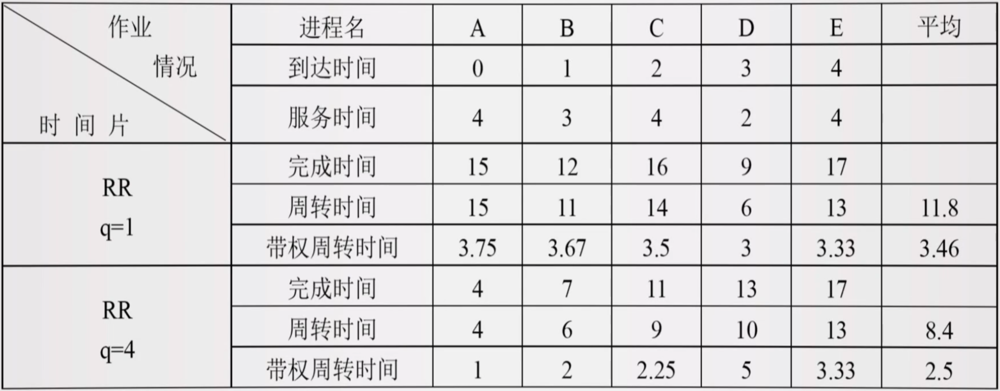 作业 进程名 A B C D E 平均
情况 到达时间 0 1 2 3 4
时 间 片 服务时间 4 3 4 2 4
RR
q=1
完成时间 15 12 16 9 17
周转时间 15 11 14 6 13 11.8
带权周转时间 3.75 3.67 3.5 3 3.33 3.46
RR
q=4
完成时间 4 7 11 13 17
周转时间 4 6 9 10 13 8.4
带权周转时间 1 2 2.25 5 3.33 2.5